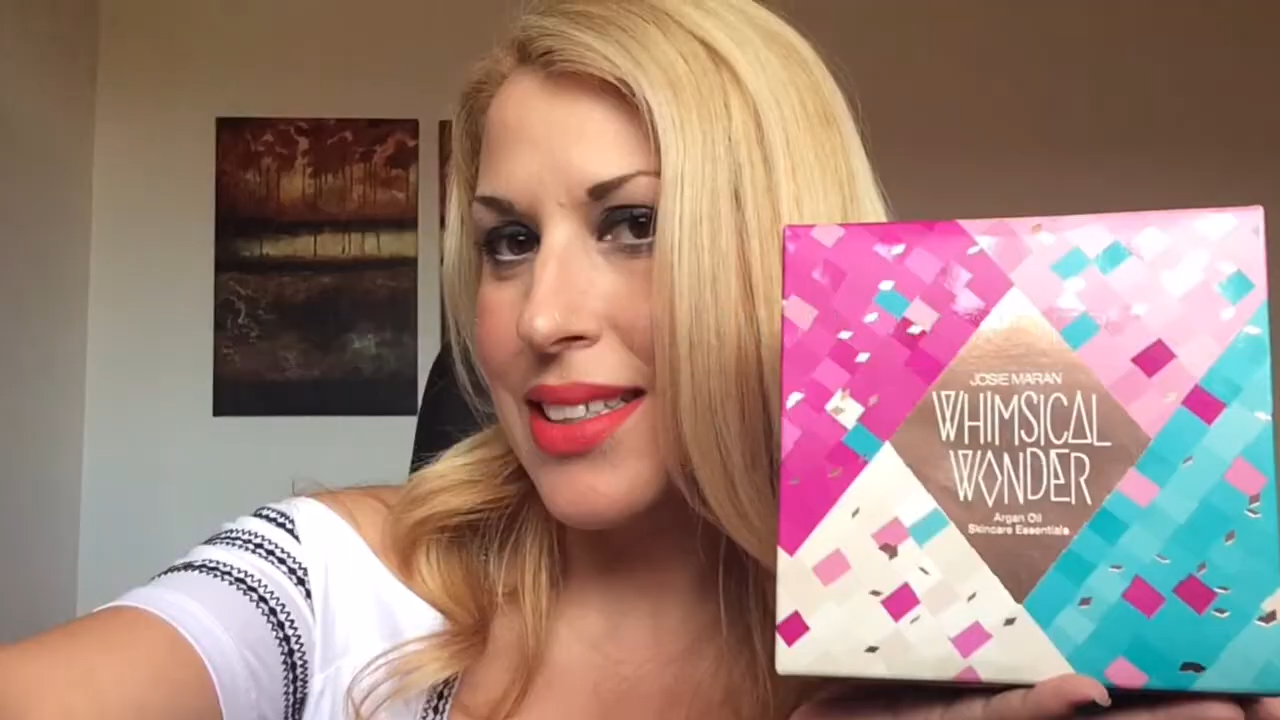 JOSIE MARAN
WHIMSICAL
WONDER
Argan Oil
Skincare Essentials